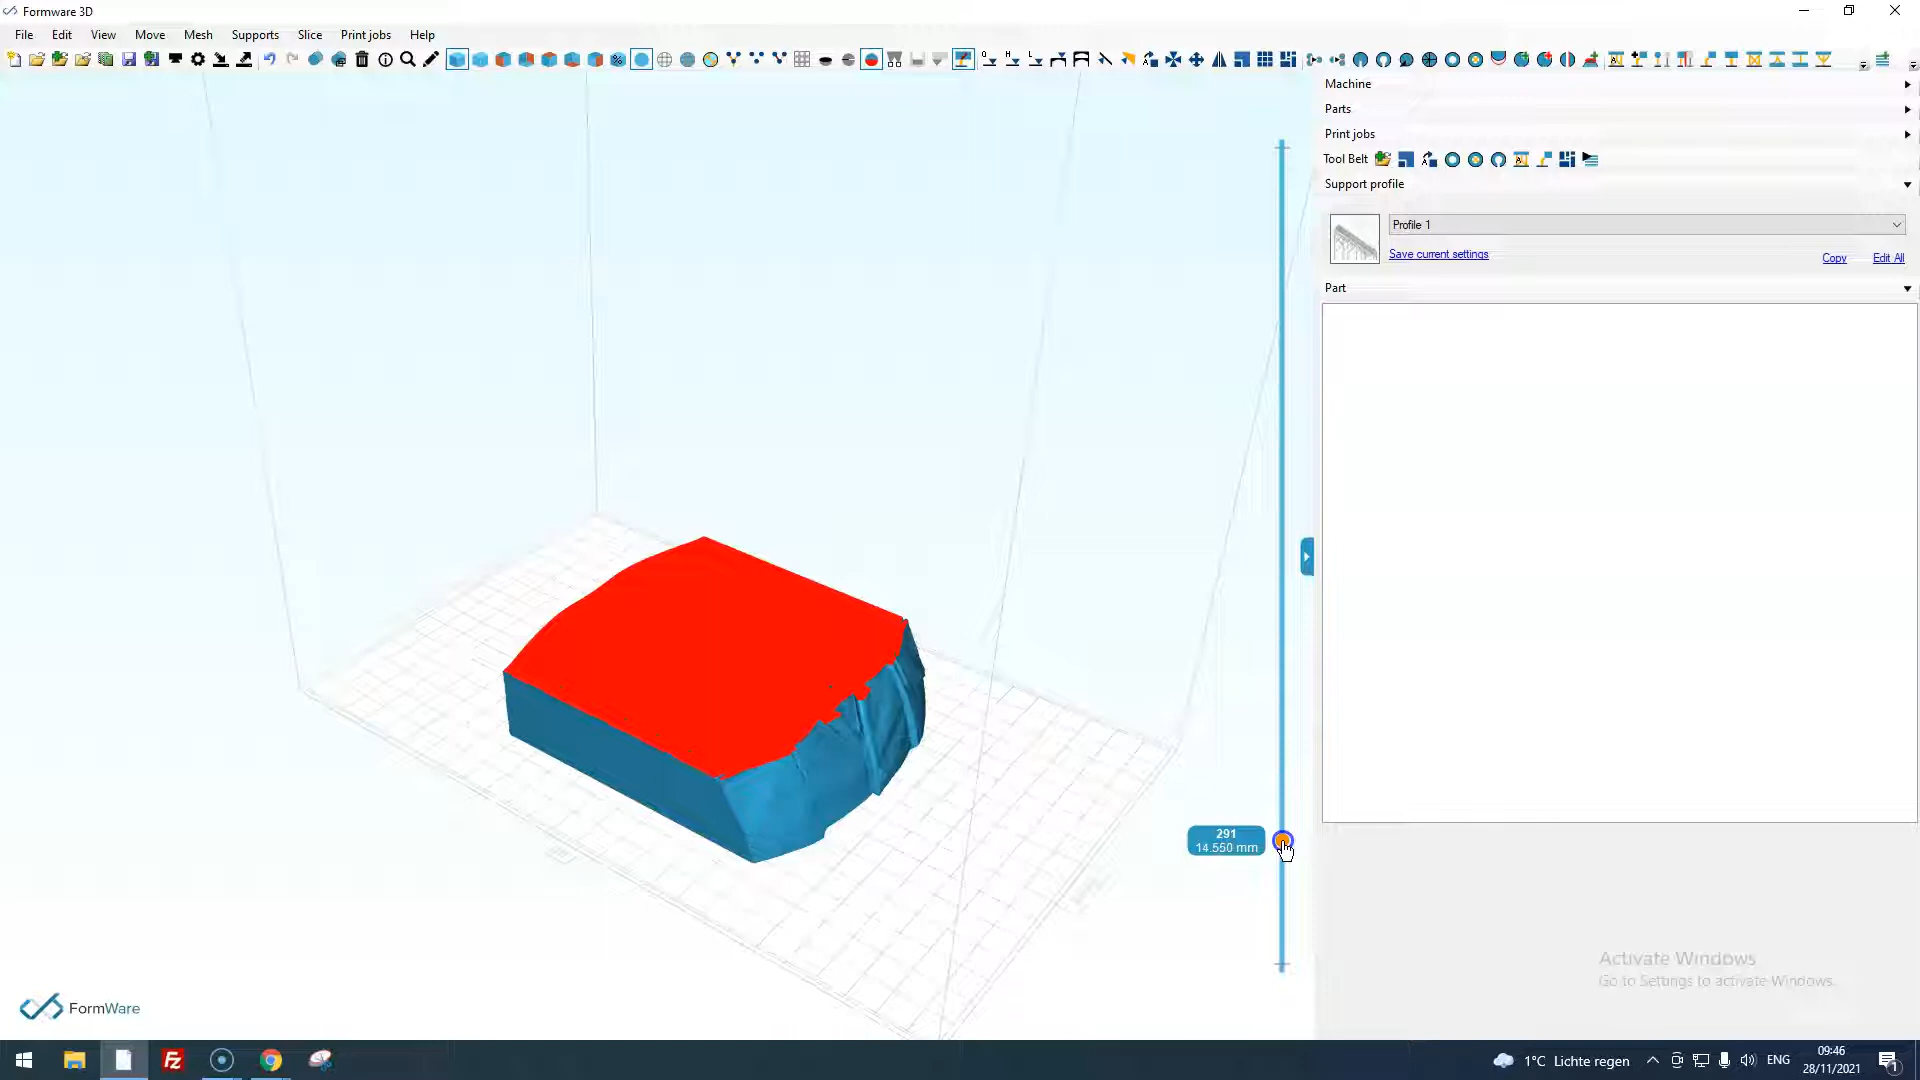 Formware 3D
File Edit View Move Mesh Supports Slice Print jobs Help
Machine
Parts
Print jobs
Tool Belt
Support profile
Profile 1
Save current settings
Copy
Edit All
Part
291
14.550 mm
Activate Windows
Go to Settings to activate Windows.
FormWare
1°C Lichte regen
ENG
09:46
28/11/2021
1